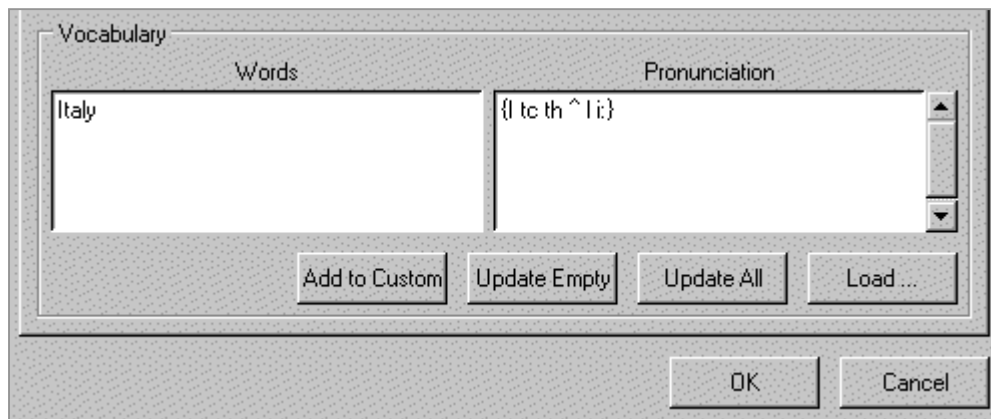 Vocabulary
Words
Pronunciation
Italy
{I tc th ^ l i:}
Add to Custom
Update Empty
Update All
Load ...
OK
Cancel